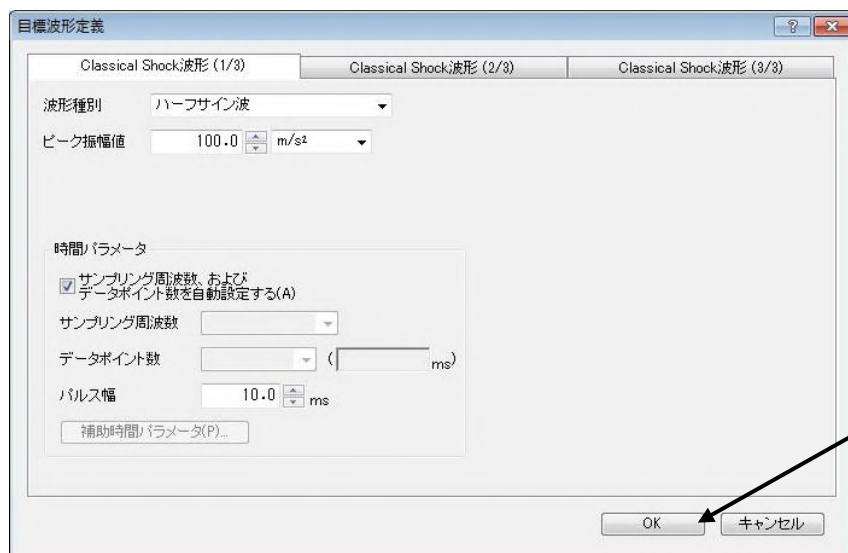 目標波形定義
Classical Shock波形 (1/3) Classical Shock波形 (2/3) Classical Shock波形 (3/3)
波形種別 ハーフサイン波
ピーク振幅値 100.0 m/s²
時間パラメータ
サンプリング周波数、および
データポイント数を自動設定する(A)
サンプリング周波数
データポイント数 ( ms)
パルス幅 10.0 ms
補助時間パラメータ(P)...
OK キャンセル